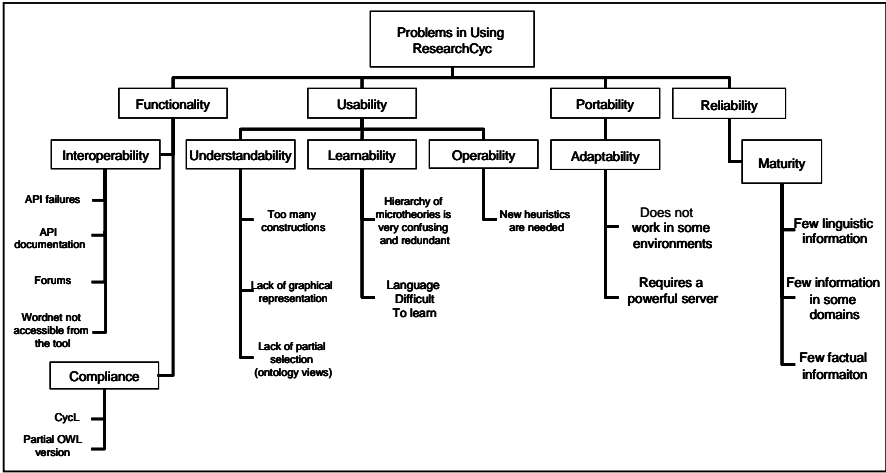 Problems in Using
ResearchCyc
Functionality
Usability
Portability
Reliability
Interoperability
Understandability
Learnability
Operability
Adaptability
Maturity
API failures
API
documentation
Forums
Wordnet not
accessible from
the tool
Too many
constructions
Lack of graphical
representation
Lack of partial
selection
(ontology views)
Hierarchy of
microtheories is
very confusing
and redundant
Language
Difficult
To learn
New heuristics
are needed
Does not
work in some
environments
Requires a
powerful server
Few linguistic
information
Few information
in some
domains
Few factual
informaiton
Compliance
CycL
Partial OWL
version